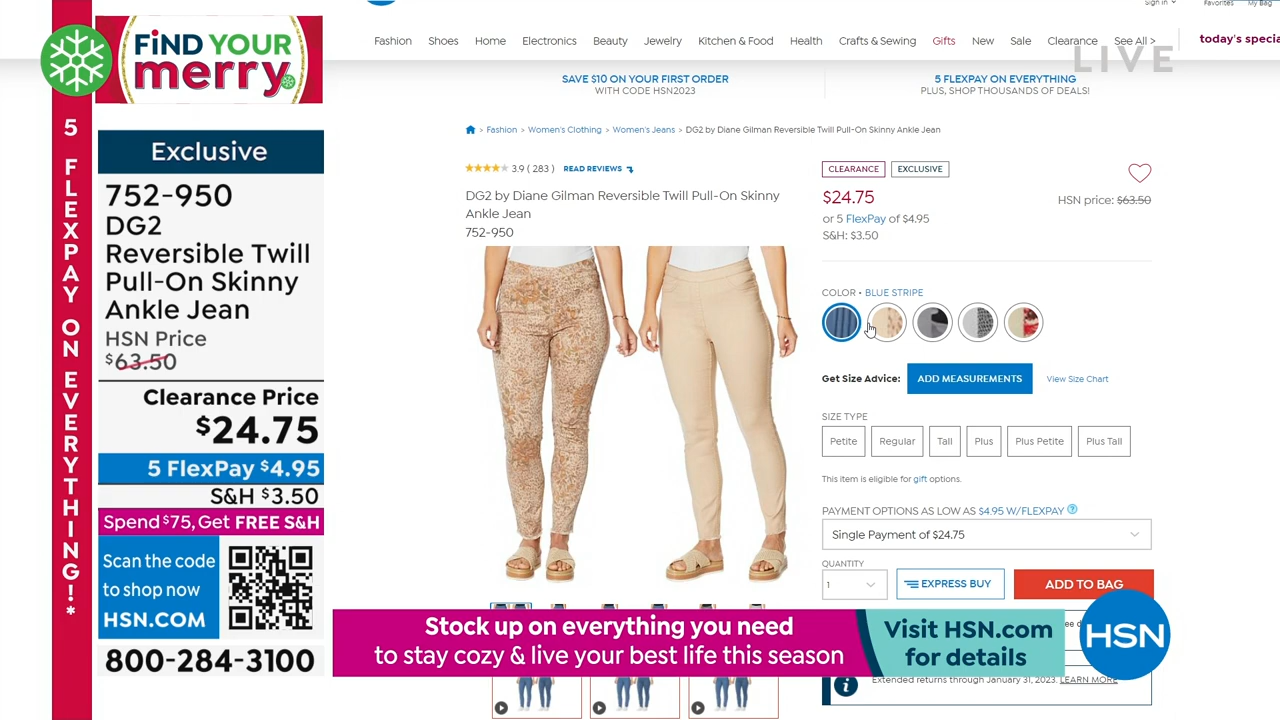 FiND YOUR
merry
5 FLEXPAY ON EVERYTHING!*
Exclusive
752-950
DG2
Reversible Twill
Pull-On Skinny
Ankle Jean
HSN Price
$63.50
Clearance Price
$24.75
5 FlexPay $4.95
S&H $3.50
Spend $75, Get FREE S&H
Scan the code
to shop now
HSN.COM
800-284-3100
Sign in
Favorites
My Bag
Fashion Shoes Home Electronics Beauty Jewelry Kitchen & Food Health Crafts & Sewing Gifts New Sale Clearance See All >
today's specia
LIVE
SAVE $10 ON YOUR FIRST ORDER
WITH CODE HSN2023
5 FLEXPAY ON EVERYTHING
PLUS, SHOP THOUSANDS OF DEALS!
> Fashion > Women's Clothing > Women's Jeans > DG2 by Diane Gilman Reversible Twill Pull-On Skinny Ankle Jean
3.9 ( 283 ) READ REVIEWS
DG2 by Diane Gilman Reversible Twill Pull-On Skinny
Ankle Jean
752-950
CLEARANCE EXCLUSIVE
$24.75
HSN price: $63.50
or 5 FlexPay of $4.95
S&H: $3.50
COLOR • BLUE STRIPE
Get Size Advice: ADD MEASUREMENTS View Size Chart
SIZE TYPE
Petite Regular Tall Plus Plus Petite Plus Tall
This item is eligible for gift options.
PAYMENT OPTIONS AS LOW AS $4.95 W/FLEXPAY
Single Payment of $24.75
QUANTITY
1
EXPRESS BUY
ADD TO BAG
Stock up on everything you need
to stay cozy & live your best life this season
Visit HSN.com
for details
HSN
Extended returns through January 31, 2023. LEARN MORE